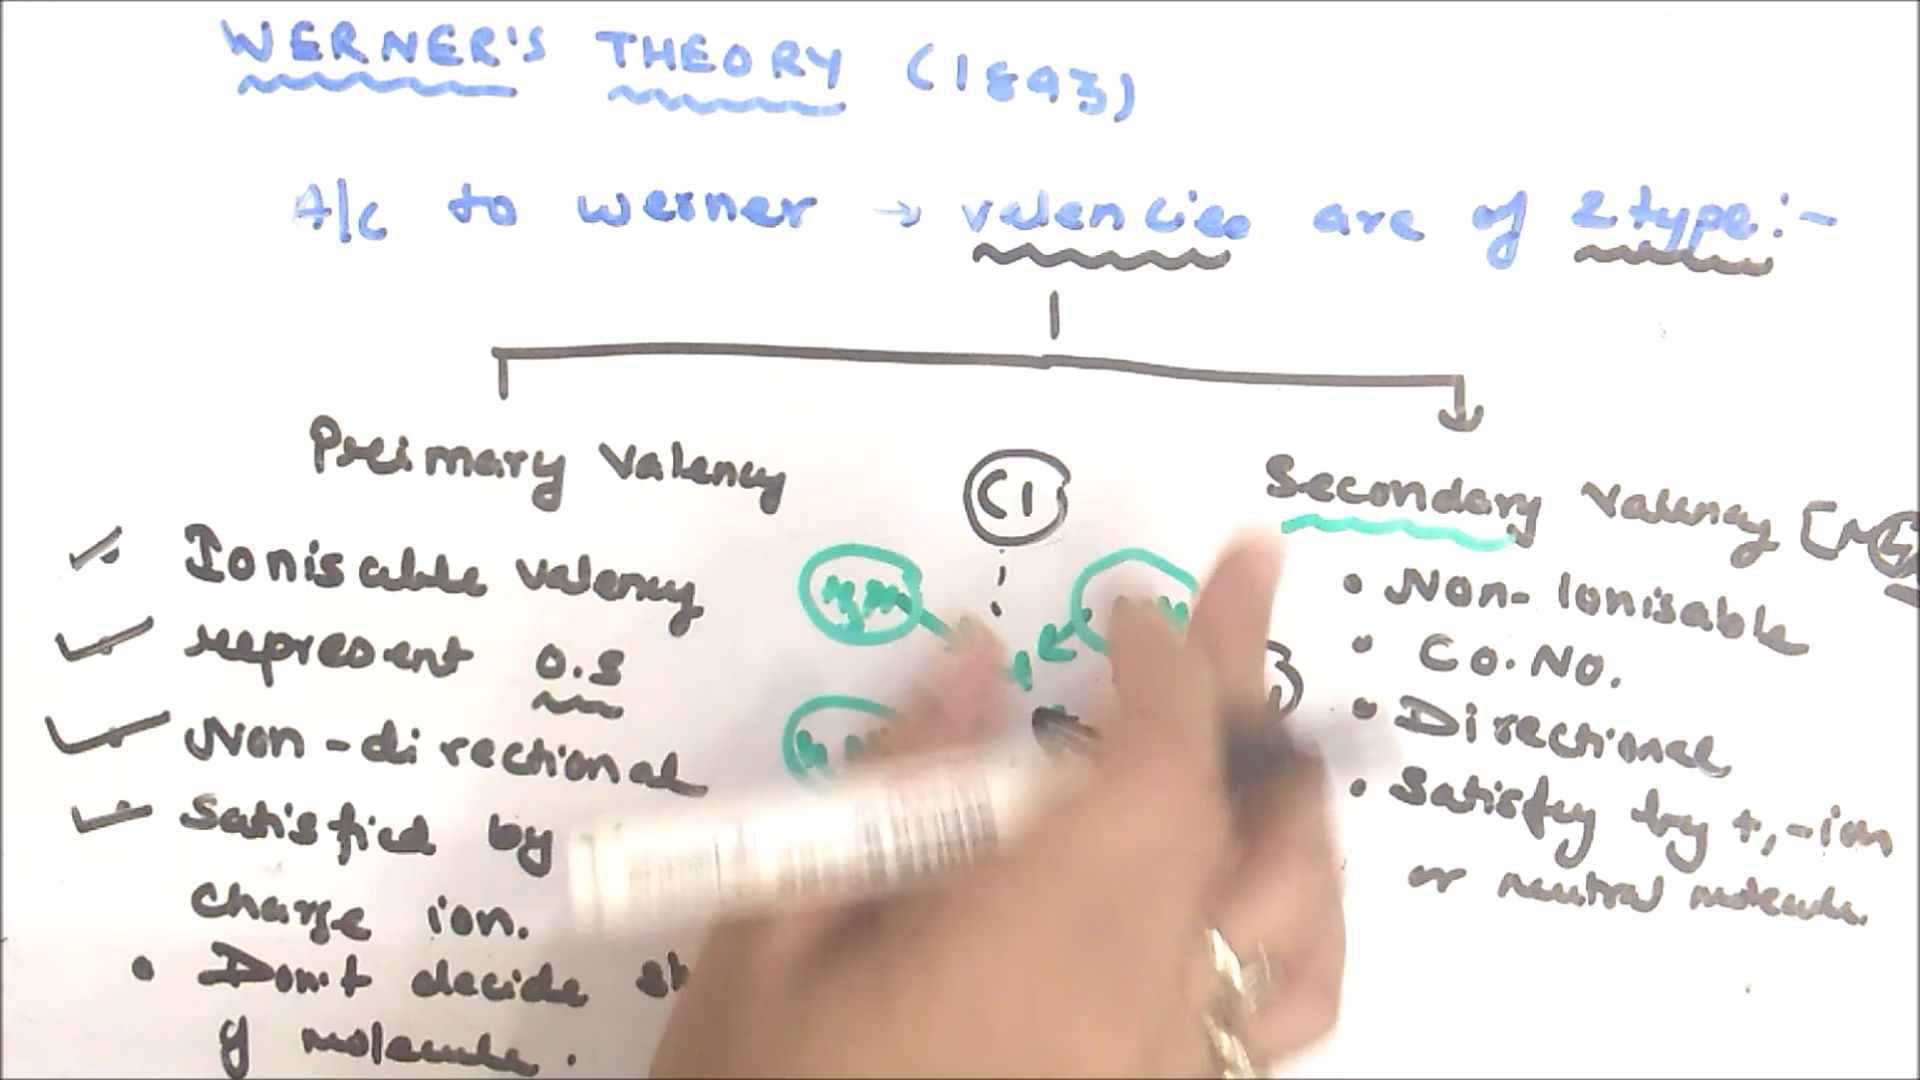 WERNER'S THEORY (1893)
A/c to werner → valencies are of 2 type:-
Primary Valency
Ionisable valency
represent O.S
Non-directional
Satisfied by
charge ion.
Don't decide
of molecule.
Cl
Secondary Valency
Non-Ionisable
Co.No.
Directional
Satisfy by +,-ion
or neutral molecule.